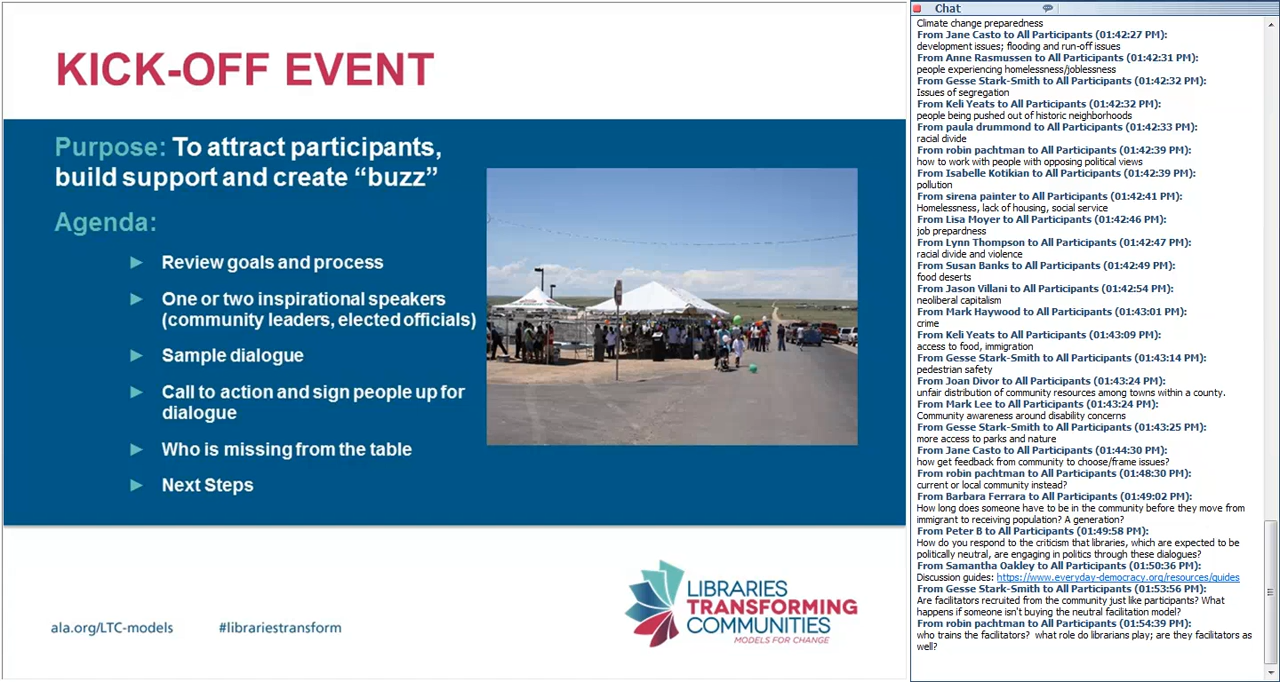 KICK-OFF EVENT
Purpose: To attract participants,
build support and create “buzz”
Agenda:
► Review goals and process
► One or two inspirational speakers
(community leaders, elected officials)
► Sample dialogue
► Call to action and sign people up for
dialogue
► Who is missing from the table
► Next Steps
ala.org/LTC-models #librariestransform
LIBRARIES
TRANSFORMING
COMMUNITIES
MODELS FOR CHANGE
Chat
Climate change preparedness
From Jane Casto to All Participants (01:42:27 PM):
development issues; flooding and run-off issues
From Anne Rasmussen to All Participants (01:42:31 PM):
people experiencing homelessness/joblessness
From Gesse Stark-Smith to All Participants (01:42:32 PM):
Issues of segregation
From Keli Yeats to All Participants (01:42:32 PM):
people being pushed out of historic neighborhoods
From paula drummond to All Participants (01:42:33 PM):
racial divide
From robin pachtman to All Participants (01:42:39 PM):
how to work with people with opposing political views
From Isabelle Kotikian to All Participants (01:42:39 PM):
pollution
From sirena painter to All Participants (01:42:41 PM):
Homelessness, lack of housing, social service
From Lisa Moyer to All Participants (01:42:46 PM):
job prepardness
From Lynn Thompson to All Participants (01:42:47 PM):
racial divide and violence
From Susan Banks to All Participants (01:42:49 PM):
food deserts
From Jason Villani to All Participants (01:42:54 PM):
neoliberal capitalism
From Mark Haywood to All Participants (01:43:01 PM):
crime
From Keli Yeats to All Participants (01:43:09 PM):
access to food, immigration
From Gesse Stark-Smith to All Participants (01:43:14 PM):
pedestrian safety
From Joan Divor to All Participants (01:43:24 PM):
unfair distribution of community resources among towns within a county.
From Mark Lee to All Participants (01:43:24 PM):
Community awareness around disability concerns
From Gesse Stark-Smith to All Participants (01:43:25 PM):
more access to parks and nature
From Jane Casto to All Participants (01:44:30 PM):
how get feedback from community to choose/frame issues?
From robin pachtman to All Participants (01:48:30 PM):
current or local community instead?
From Barbara Ferrara to All Participants (01:49:02 PM):
How long does someone have to be in the community before they move from
immigrant to receiving population? A generation?
From Peter B to All Participants (01:49:58 PM):
How do you respond to the criticism that libraries, which are expected to be
politically neutral, are engaging in politics through these dialogues?
From Samantha Oakley to All Participants (01:50:36 PM):
Discussion guides: https://www.everyday-democracy.org/resources/guides
From Gesse Stark-Smith to All Participants (01:53:56 PM):
Are facilitators recruited from the community just like participants? What
happens if someone isn't buying the neutral facilitation model?
From robin pachtman to All Participants (01:54:39 PM):
who trains the facilitators? what role do librarians play; are they facilitators as
well?